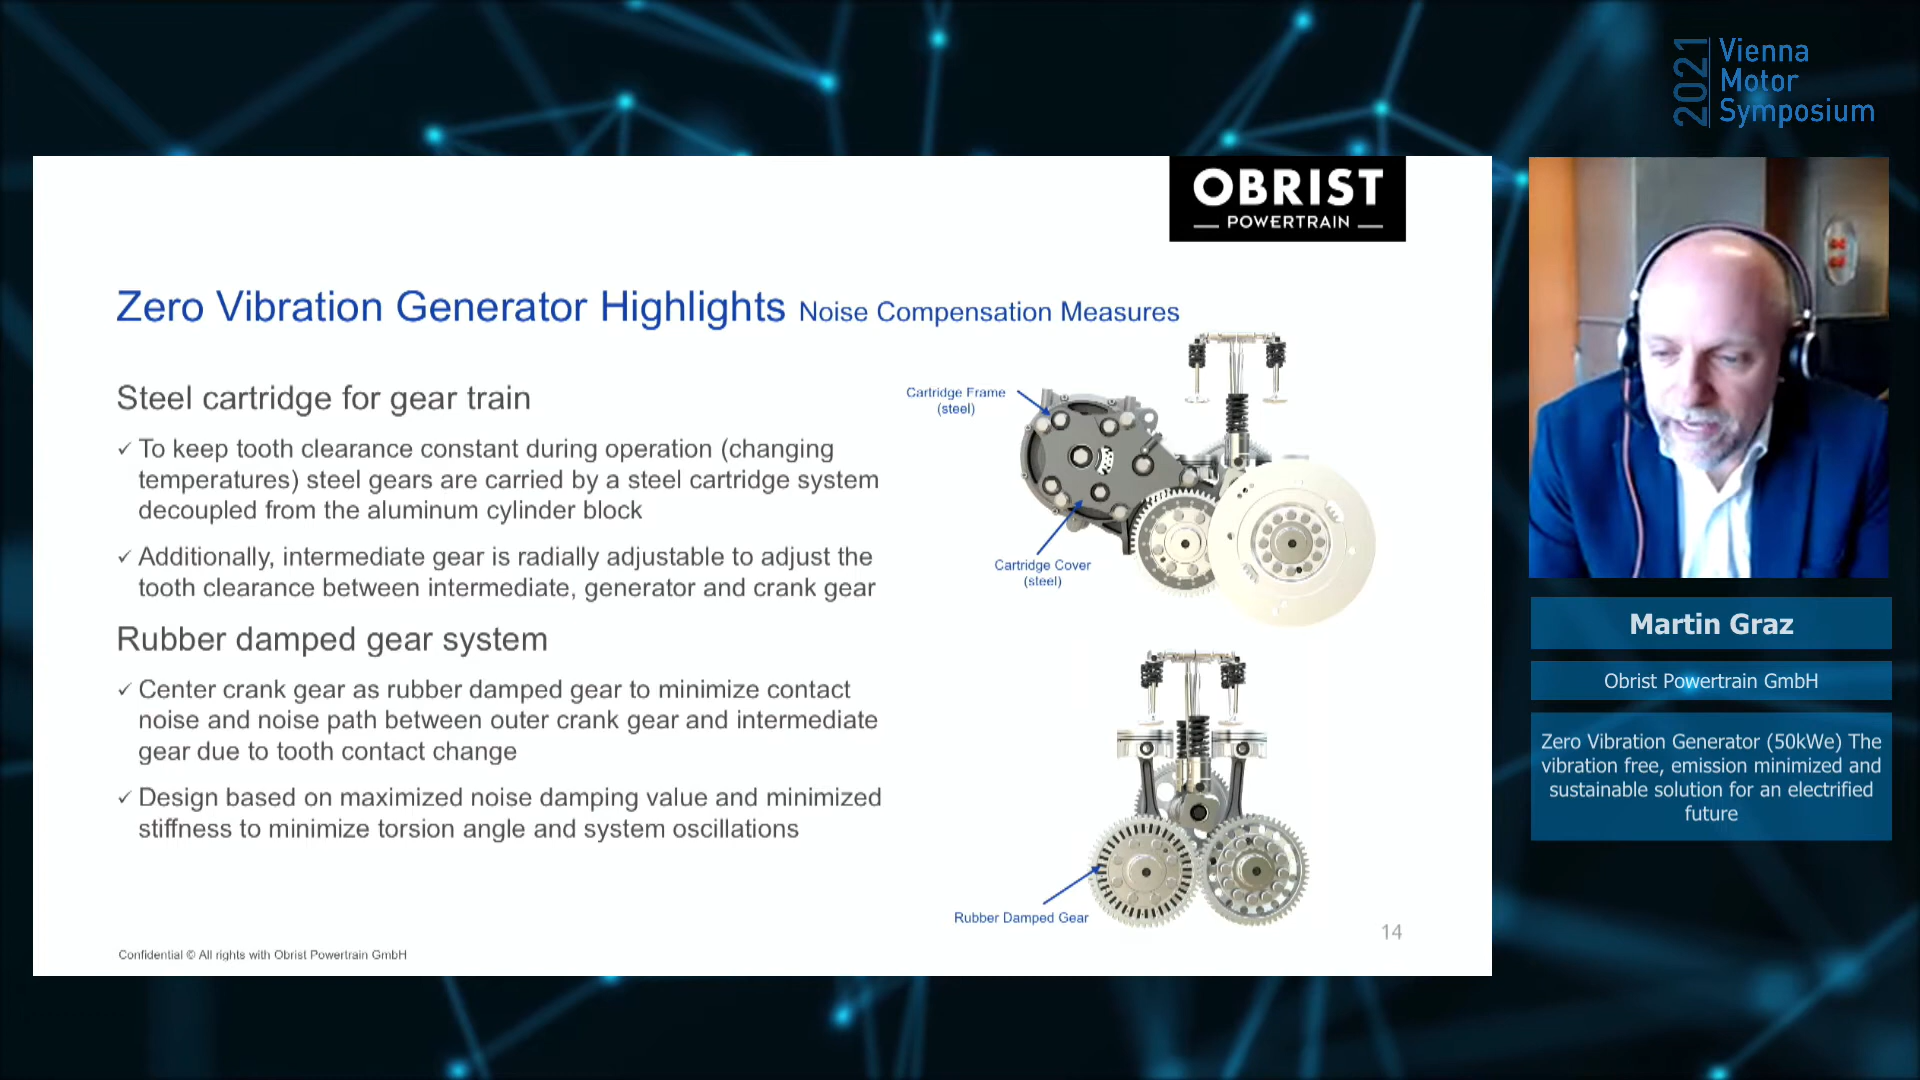 2021
Vienna
Motor
Symposium
OBRIST
POWERTRAIN
Zero Vibration Generator Highlights Noise Compensation Measures
Steel cartridge for gear train
✓ To keep tooth clearance constant during operation (changing
temperatures) steel gears are carried by a steel cartridge system
decoupled from the aluminum cylinder block
✓ Additionally, intermediate gear is radially adjustable to adjust the
tooth clearance between intermediate, generator and crank gear
Rubber damped gear system
✓ Center crank gear as rubber damped gear to minimize contact
noise and noise path between outer crank gear and intermediate
gear due to tooth contact change
✓ Design based on maximized noise damping value and minimized
stiffness to minimize torsion angle and system oscillations
Cartridge Frame
(steel)
Cartridge Cover
(steel)
Rubber Damped Gear
14
Confidential © All rights with Obrist Powertrain GmbH
Martin Graz
Obrist Powertrain GmbH
Zero Vibration Generator (50kWe) The
vibration free, emission minimized and
sustainable solution for an electrified
future